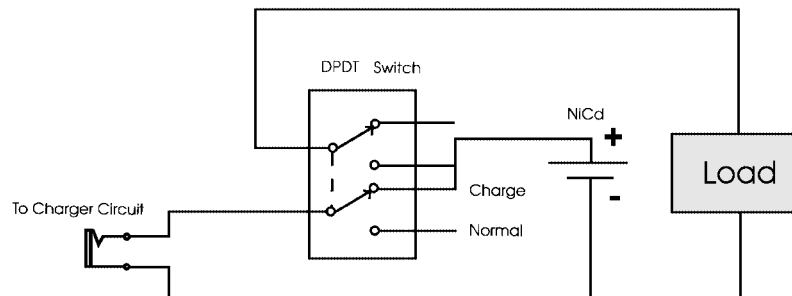 DPDT Switch
NiCd
+
Load
Charge
-
To Charger Circuit
Normal